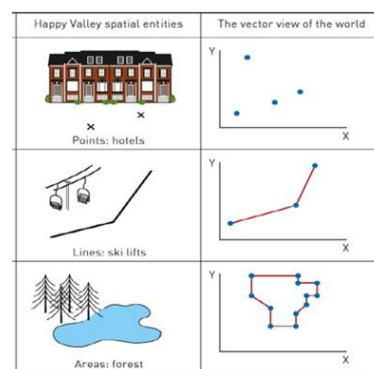 Happy Valley spatial entities
The vector view of the world
Points: hotels
Y
X
Lines: ski lifts
Y
X
Areas: forest
Y
X